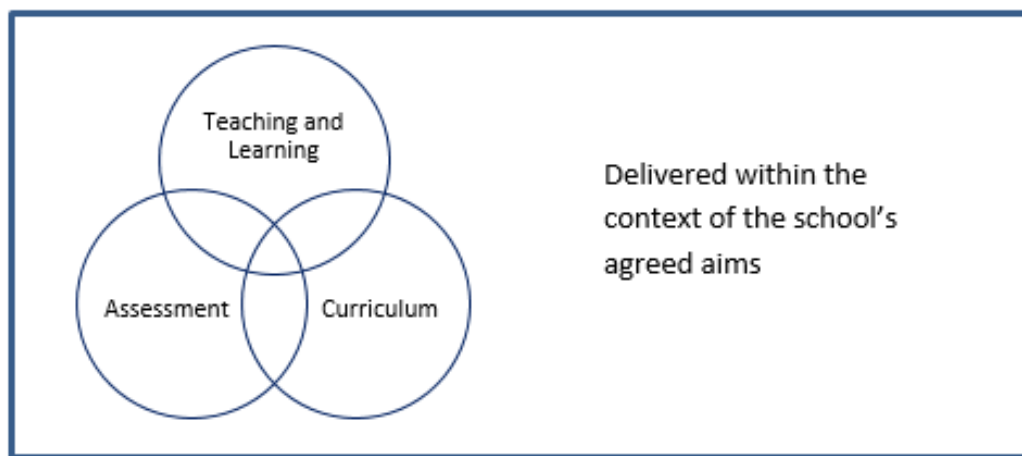 Teaching and
Learning
Assessment
Curriculum
Delivered within the
context of the school’s
agreed aims